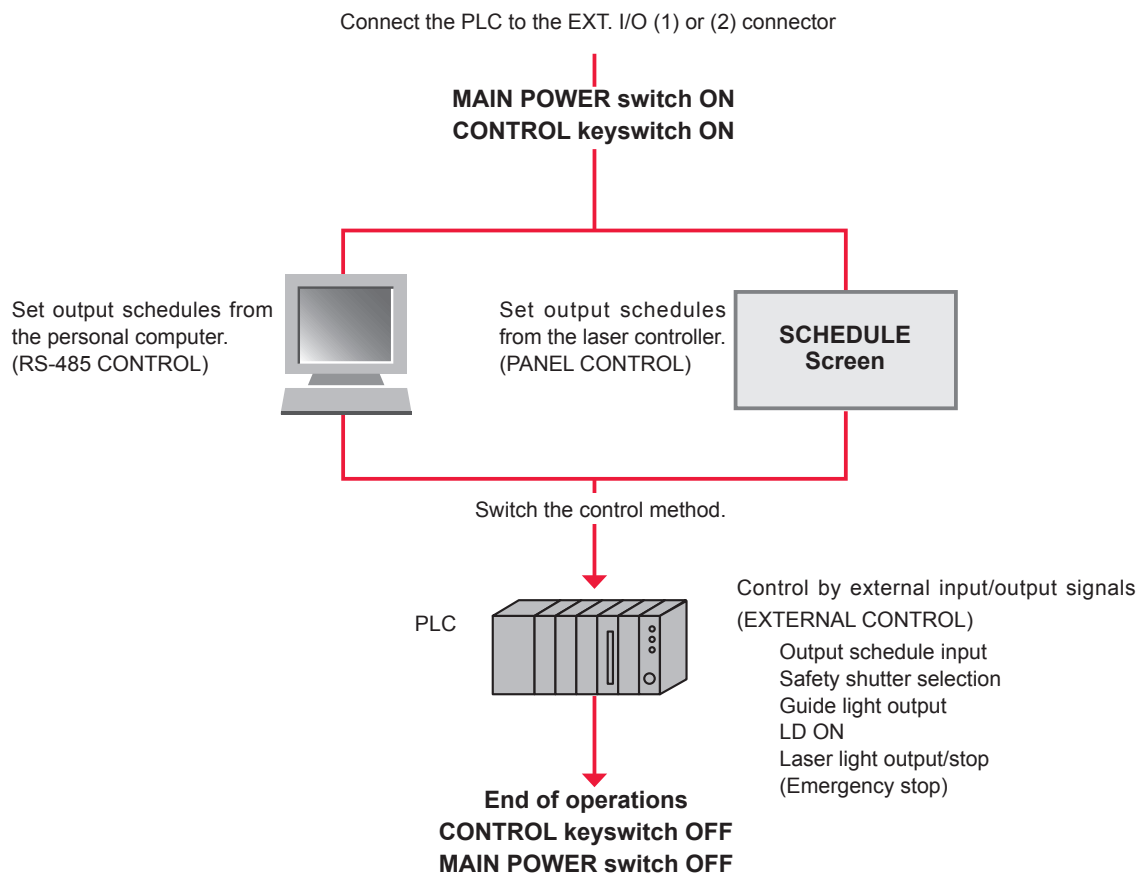 Connect the PLC to the EXT. I/O (1) or (2) connector
MAIN POWER switch ON
CONTROL keyswitch ON
Set output schedules from
the personal computer.
(RS-485 CONTROL)
Set output schedules
from the laser controller.
(PANEL CONTROL)
SCHEDULE
Screen
Switch the control method.
PLC
Control by external input/output signals
(EXTERNAL CONTROL)
Output schedule input
Safety shutter selection
Guide light output
LD ON
Laser light output/stop
(Emergency stop)
End of operations
CONTROL keyswitch OFF
MAIN POWER switch OFF